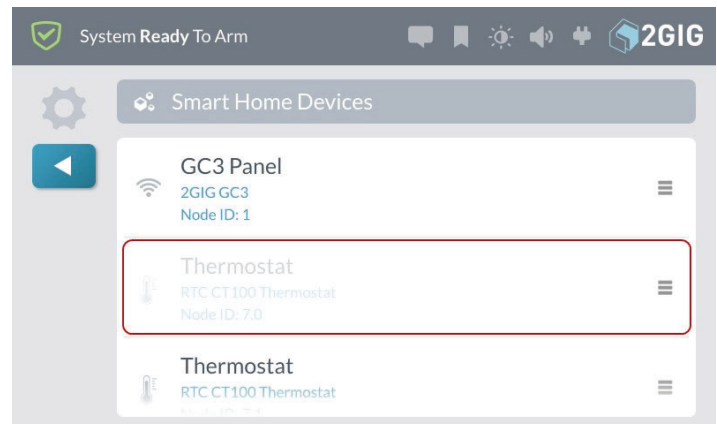 System Ready To Arm
2GIG
Smart Home Devices
GC3 Panel
2GIG GC3
Node ID: 1
Thermostat
RTC CT100 Thermostat
Node ID: 7.0
Thermostat
RTC CT100 Thermostat